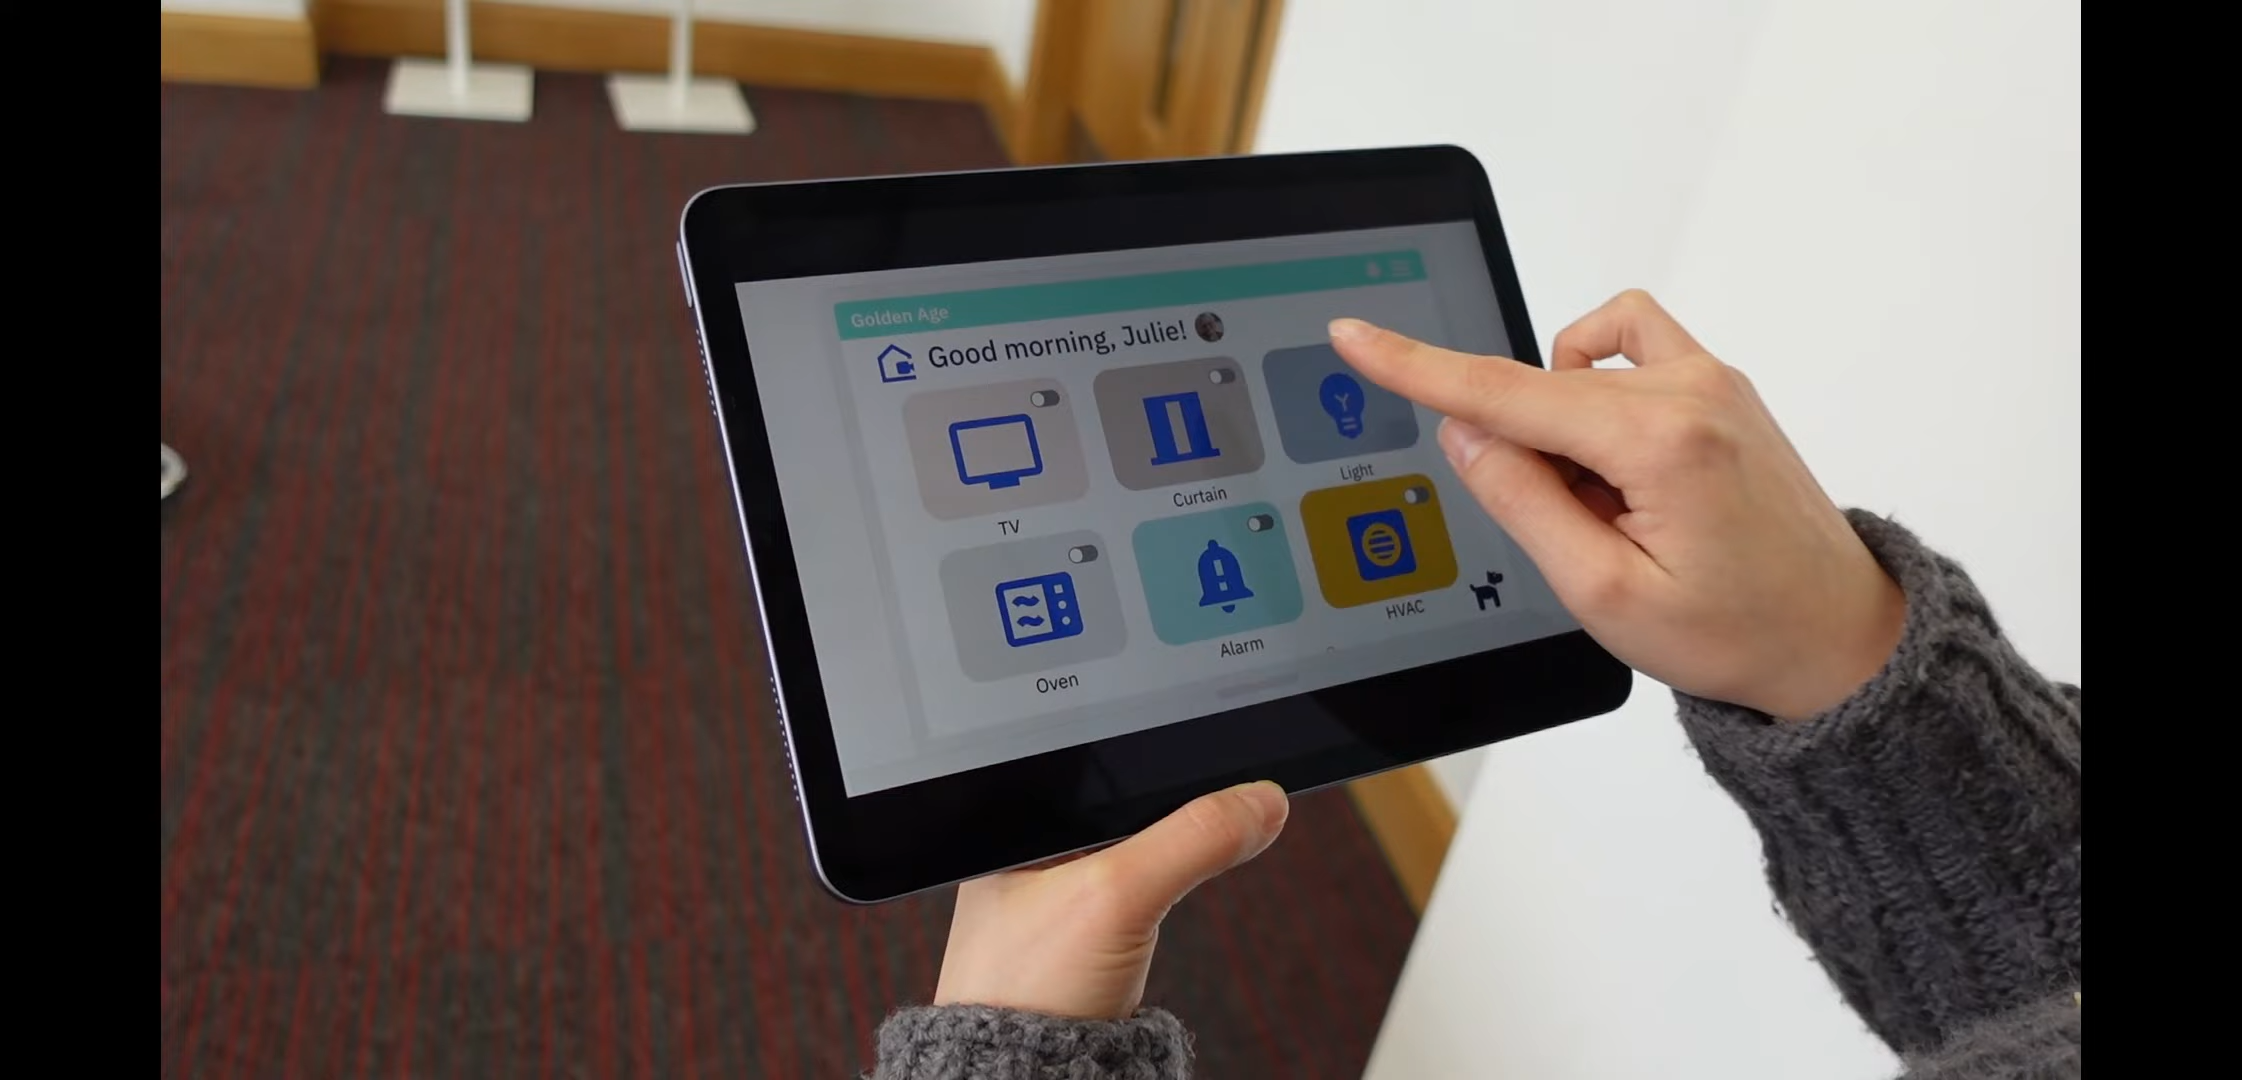 Golden Age
Good morning, Julie!
TV
Curtain
Light
Oven
Alarm
HVAC